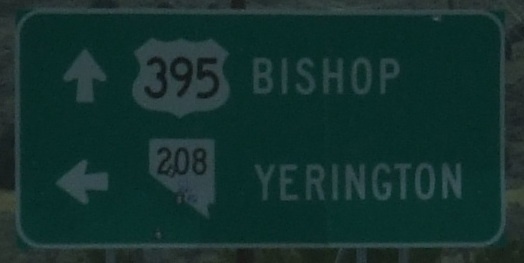 395 BISHOP
208 YERINGTON